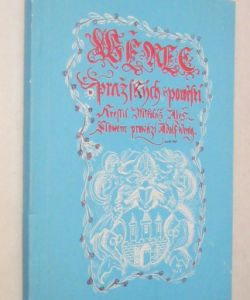 Věnec
pražských pověstí
Kreslil Mikoláš Aleš
Slovem provází Adolf Wenig